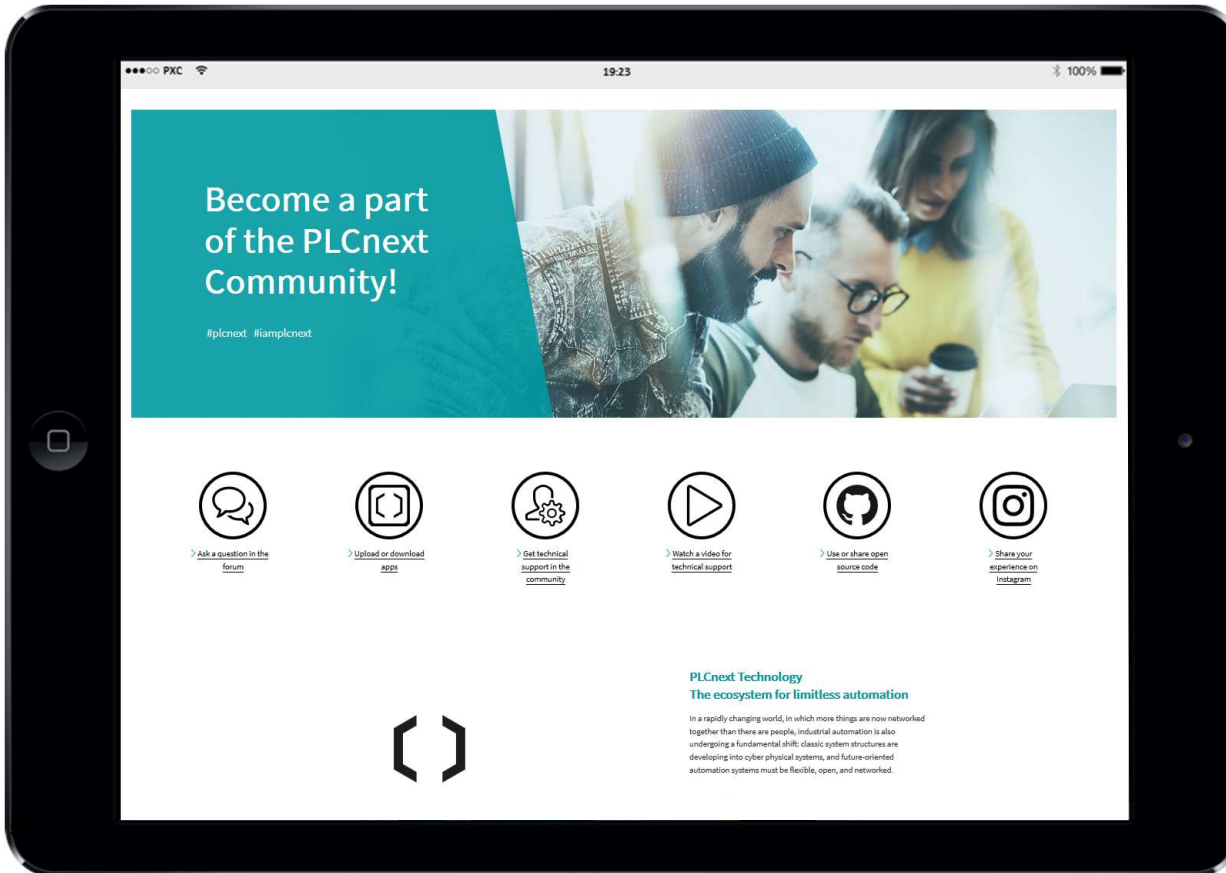 PXC
19:23
100%
Become a part
of the PLCnext
Community!
#plcnext #iamplcnext
Ask a question in the
forum
Upload or download
apps
Get technical
support in the
community
Watch a video for
technical support
Use or share open
source code
Share your
experience on
Instagram
PLCnext Technology
The ecosystem for limitless automation
In a rapidly changing world, in which more things are now networked
together than there are people, industrial automation is also
undergoing a fundamental shift: classic system structures are
developing into cyber physical systems, and future-oriented
automation systems must be flexible, open, and networked.